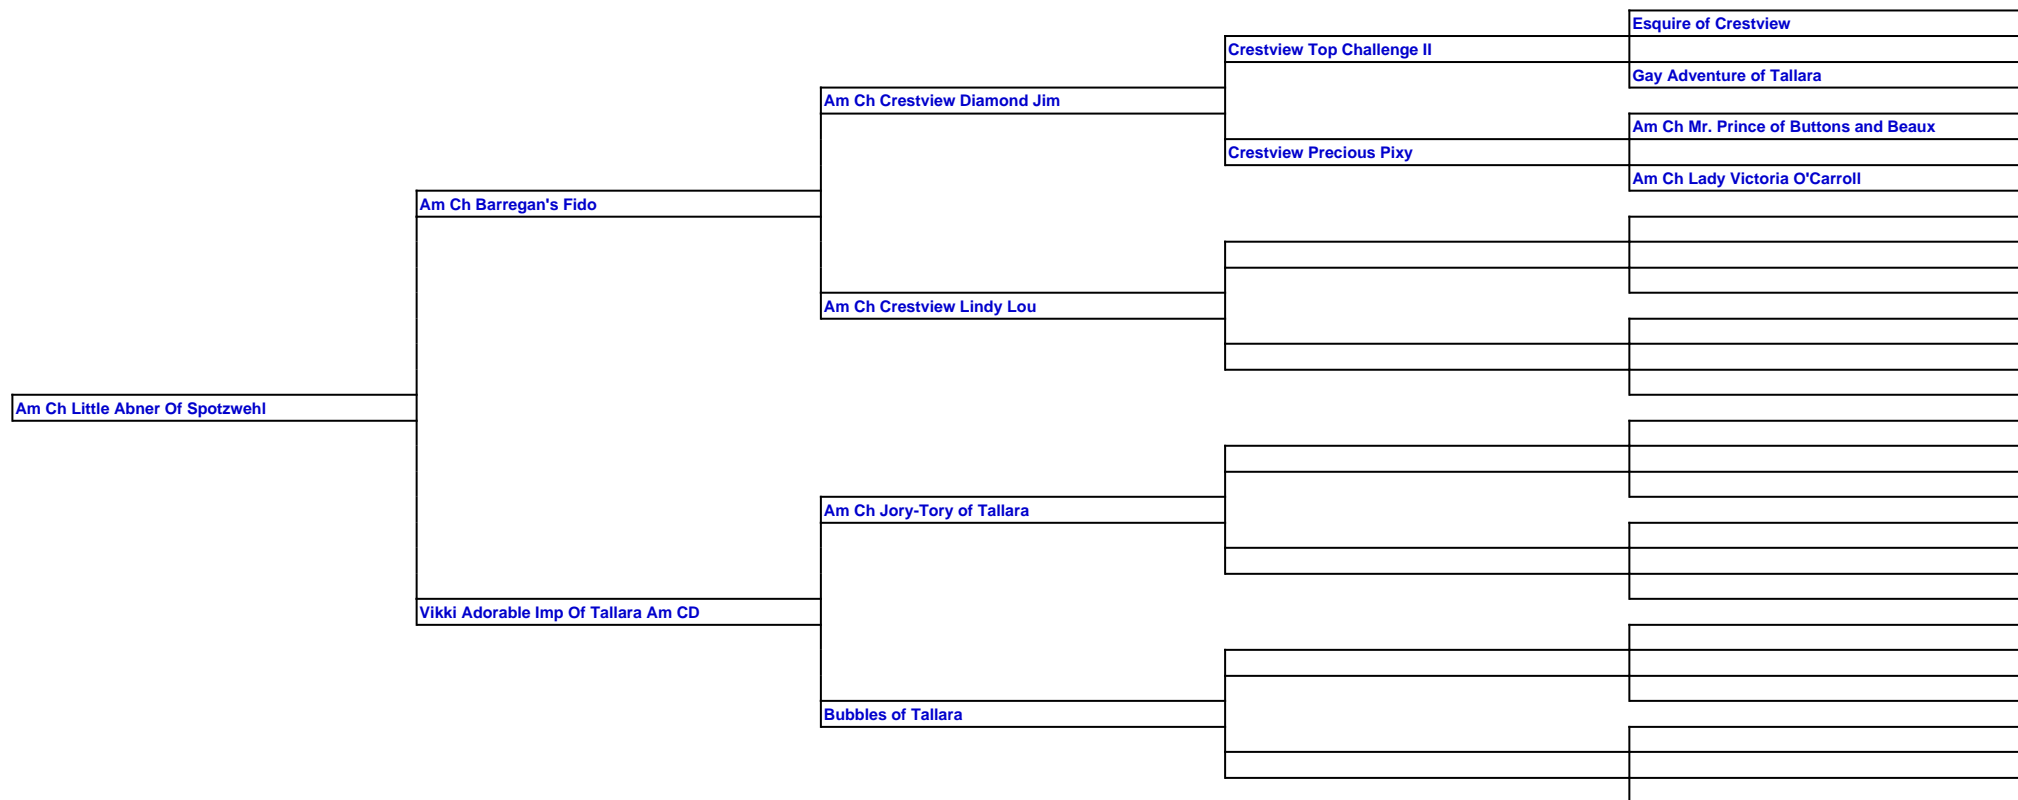 Esquire of Crestview
Crestview Top Challenge II
Gay Adventure of Tallara
Am Ch Crestview Diamond Jim
Am Ch Mr. Prince of Buttons and Beaux
Crestview Precious Pixy
Am Ch Lady Victoria O'Carroll
Am Ch Barregan's Fido
Am Ch Crestview Lindy Lou
Am Ch Little Abner Of Spotzwehl
Am Ch Jory-Tory of Tallara
Vikki Adorable Imp Of Tallara Am CD
Bubbles of Tallara